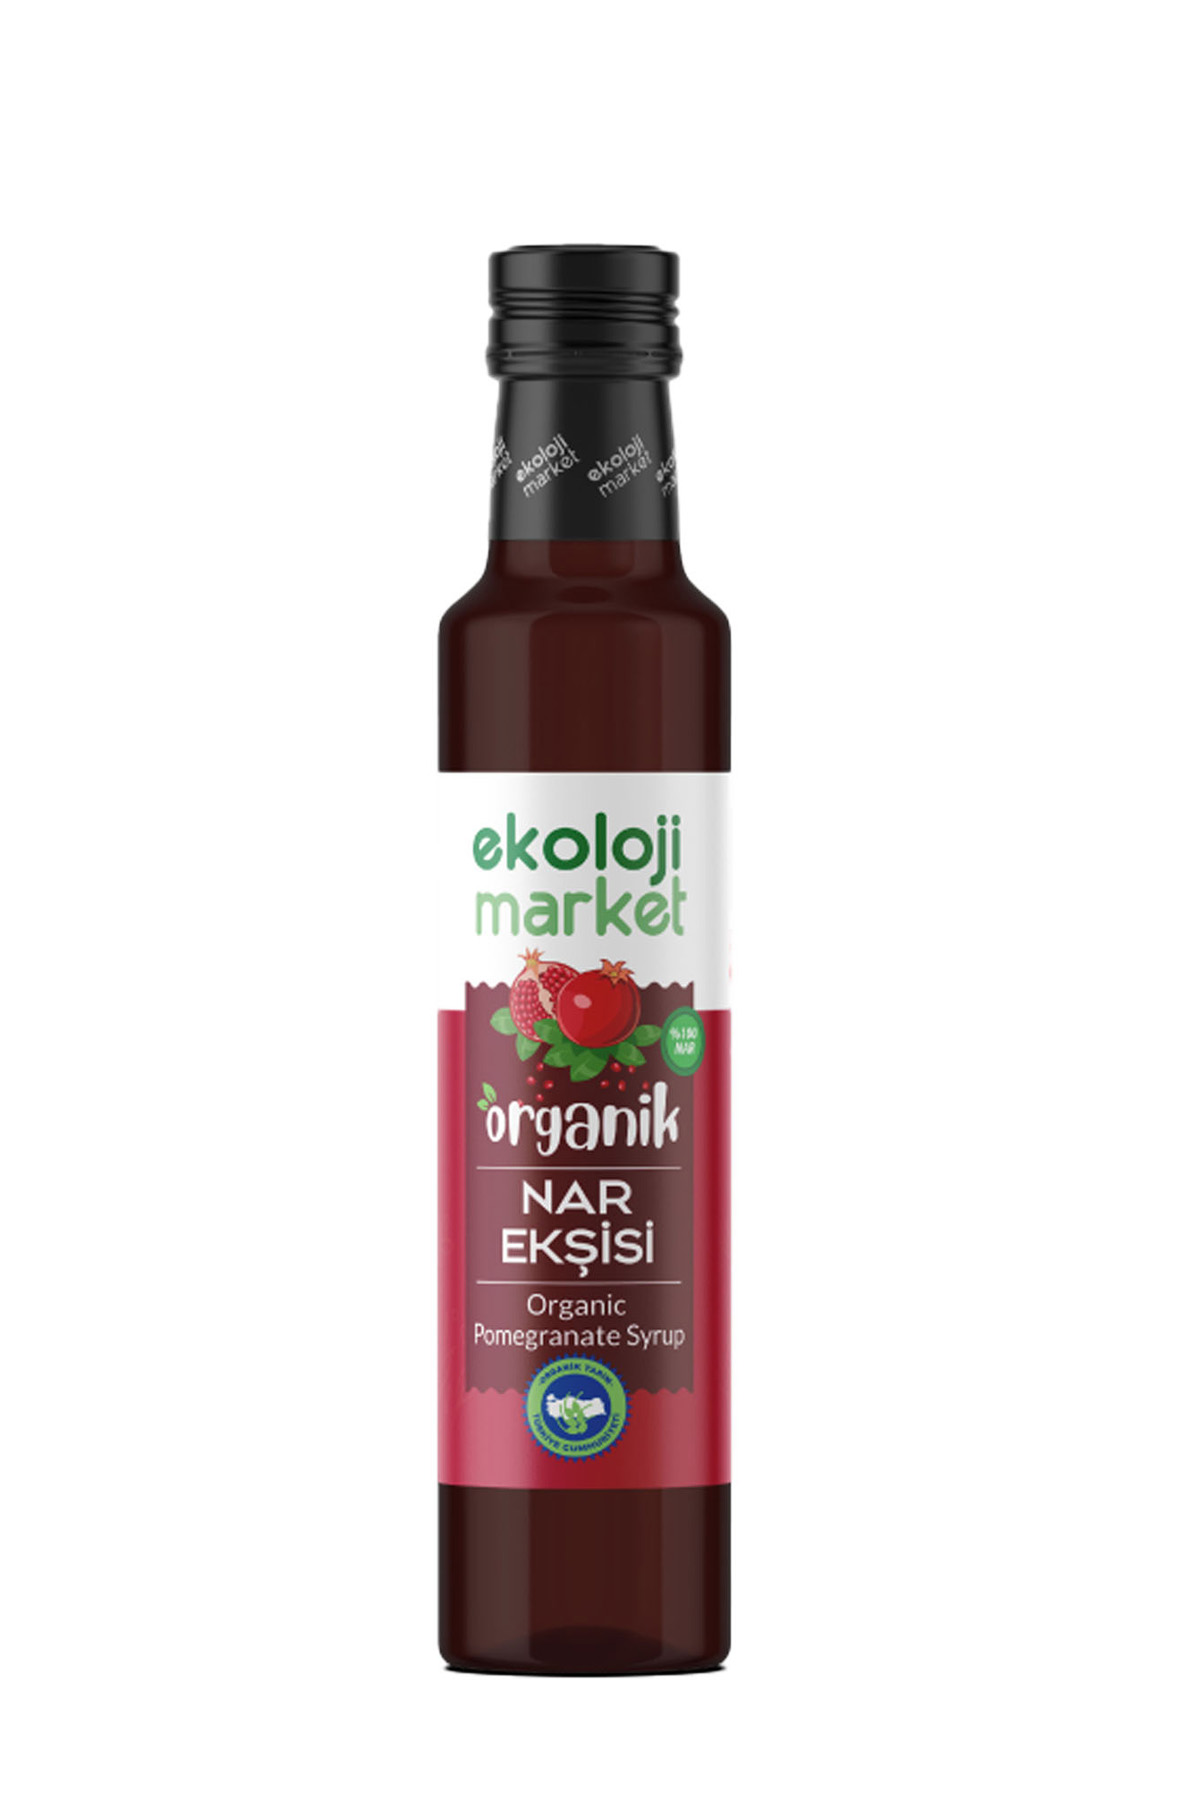 ekoloji
market
ekoloji
market
ekoloji
market
%100
NAR
organik
NAR
EKŞİSİ
Organic
Pomegranate Syrup
ORGANİK TARIM
TÜRKİYE CUMHURİYETİ